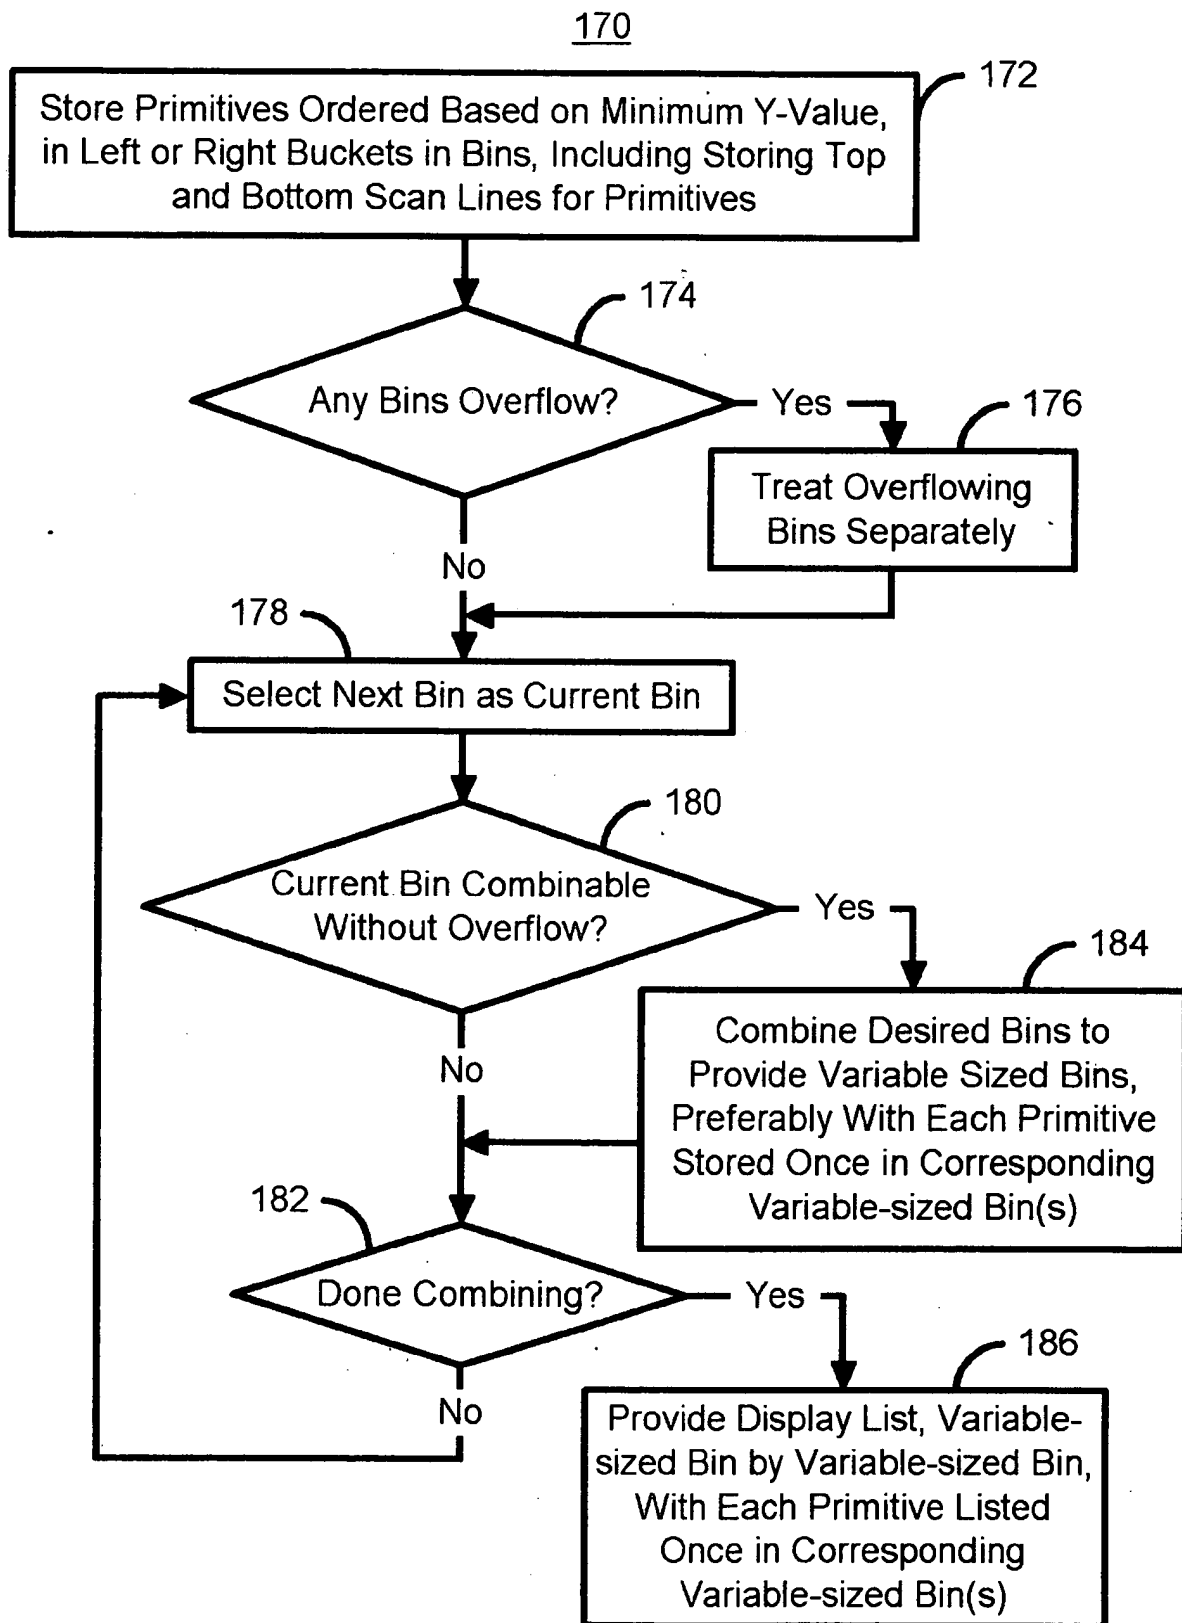 170
172
Store Primitives Ordered Based on Minimum Y-Value,
in Left or Right Buckets in Bins, Including Storing Top
and Bottom Scan Lines for Primitives
174
Any Bins Overflow?
Yes
176
Treat Overflowing
Bins Separately
No
178
Select Next Bin as Current Bin
180
Current Bin Combinable
Without Overflow?
Yes
184
Combine Desired Bins to
Provide Variable Sized Bins,
Preferably With Each Primitive
Stored Once in Corresponding
Variable-sized Bin(s)
No
182
Done Combining?
Yes
186
No
Provide Display List, Variable-
sized Bin by Variable-sized Bin,
With Each Primitive Listed
Once in Corresponding
Variable-sized Bin(s)